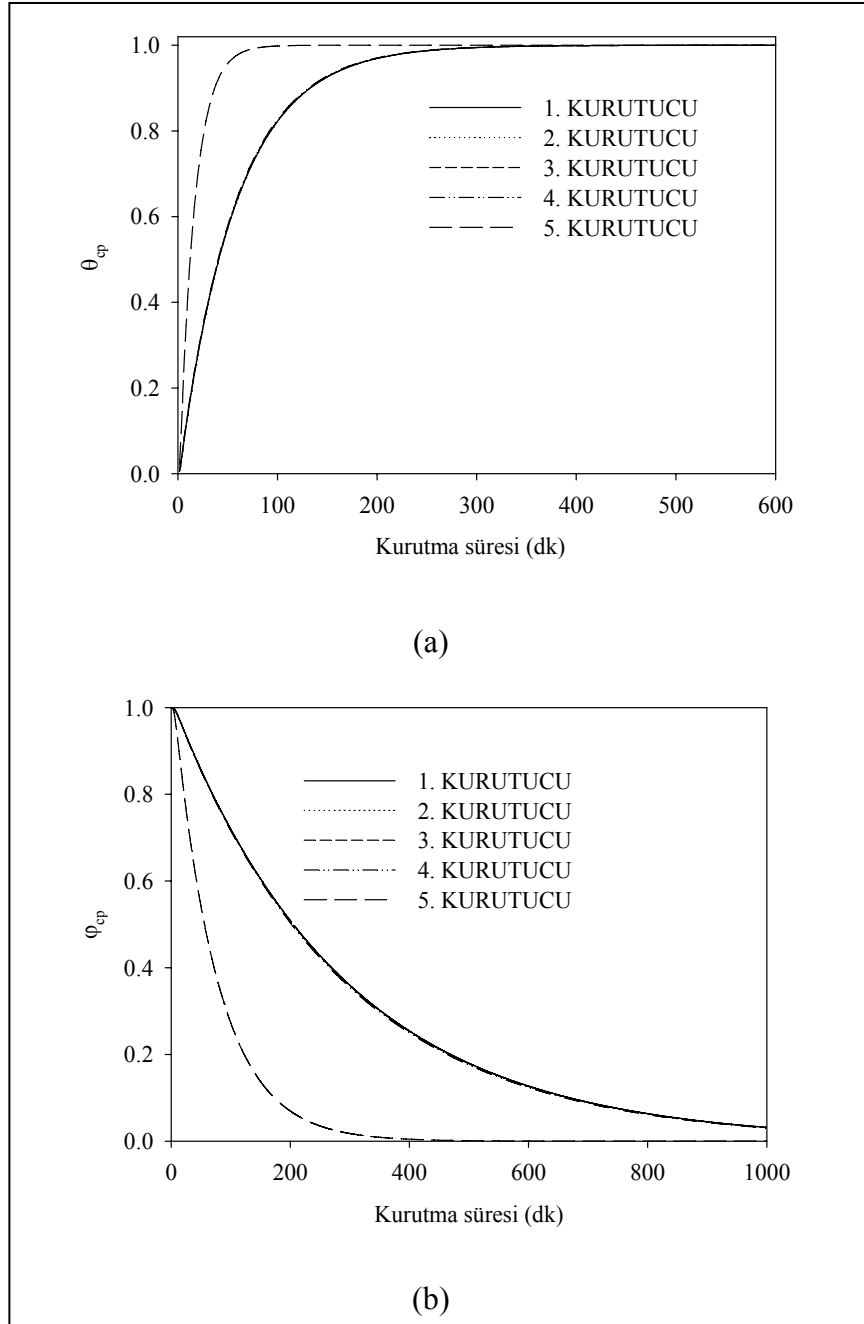 1.0
0.8
0.6
0.4
0.2
0.0
θcp
1. KURUTUCU
2. KURUTUCU
3. KURUTUCU
4. KURUTUCU
5. KURUTUCU
0 100 200 300 400 500 600
Kurutma süresi (dk)
(a)
1.0
0.8
0.6
0.4
0.2
0.0
φcp
1. KURUTUCU
2. KURUTUCU
3. KURUTUCU
4. KURUTUCU
5. KURUTUCU
0 200 400 600 800 1000
Kurutma süresi (dk)
(b)